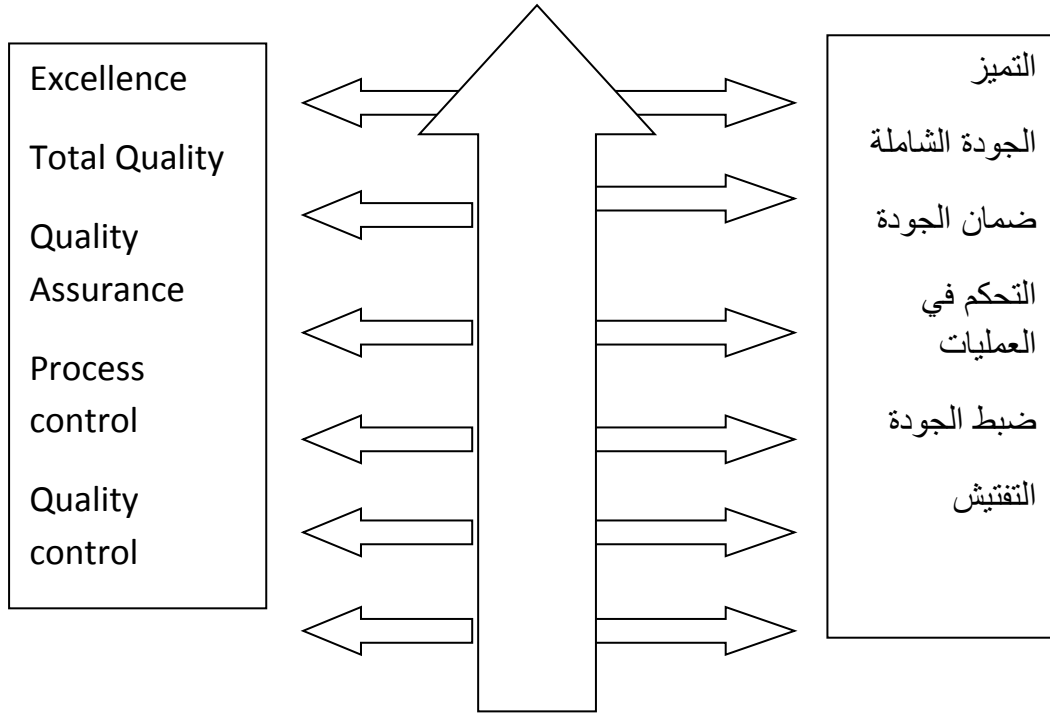 Excellence
Total Quality
Quality
Assurance
Process
control
Quality
control
التميز
الجودة الشاملة
ضمان الجودة
التحكم في
العمليات
ضبط الجودة
التفتيش